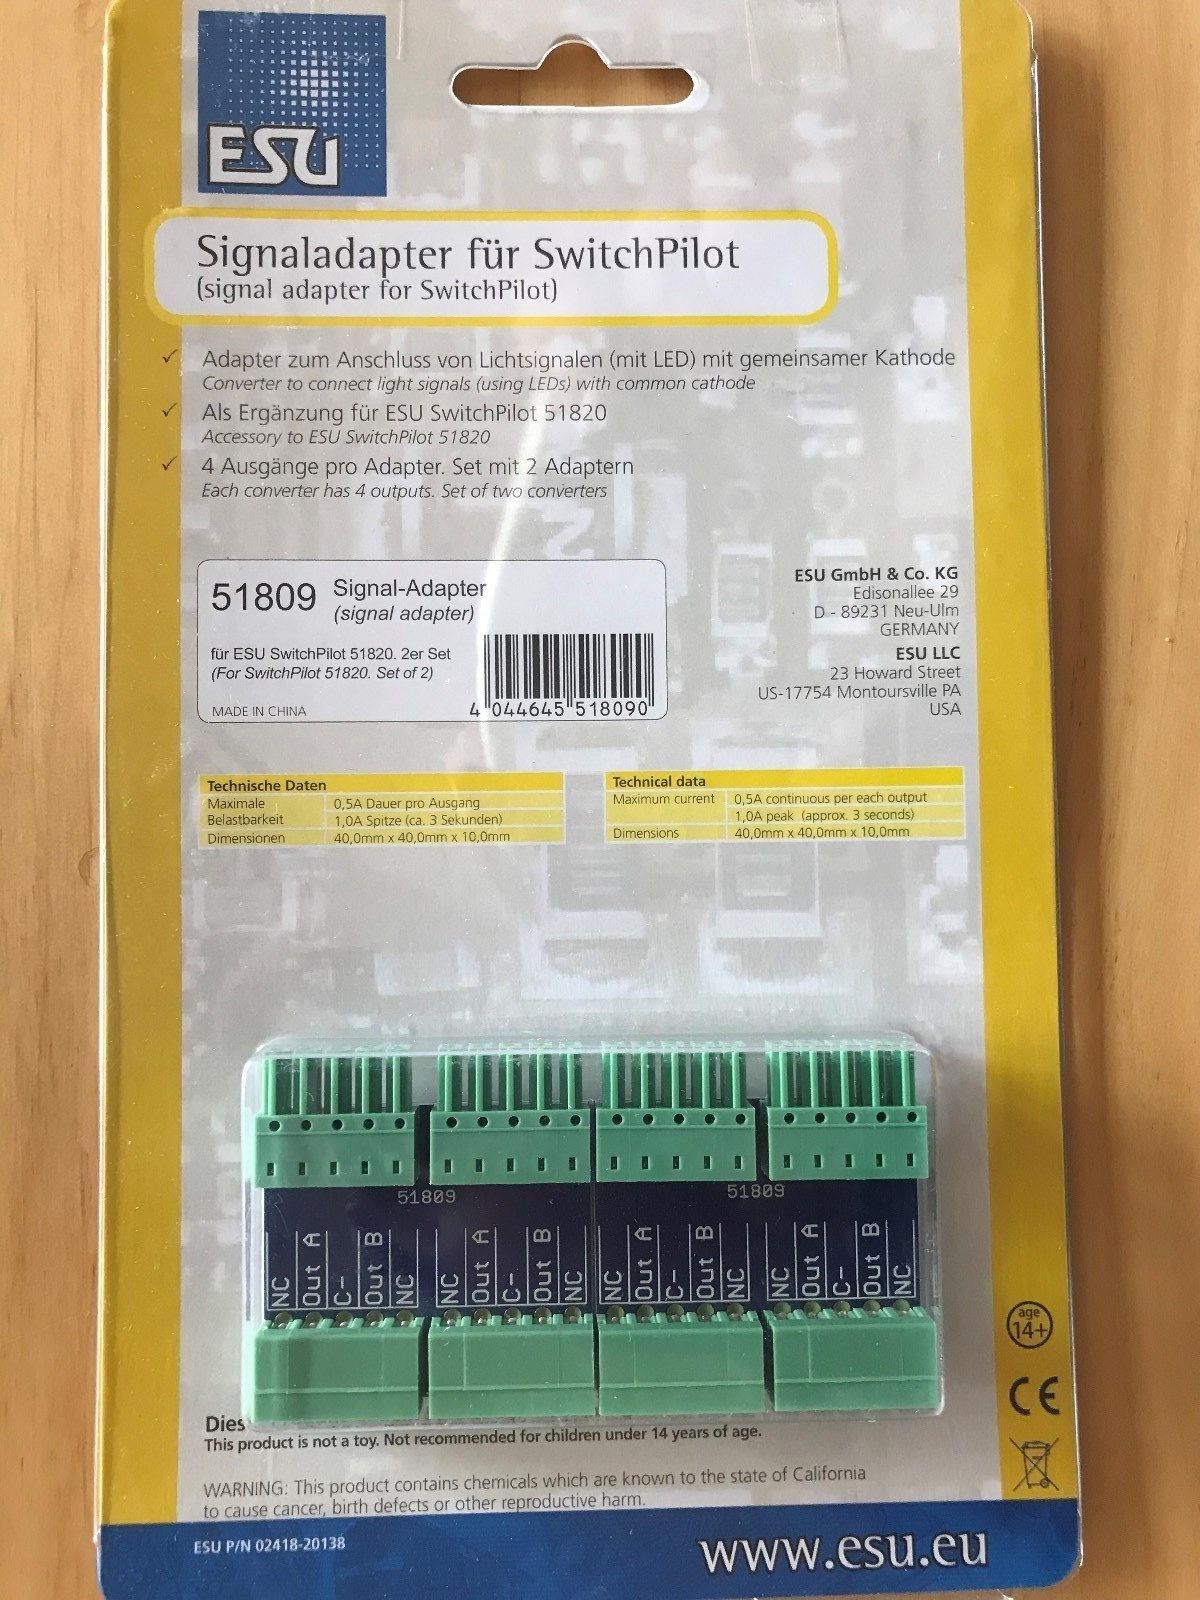 ESU
Signaladapter für SwitchPilot
(signal adapter for SwitchPilot)
✓ Adapter zum Anschluss von Lichtsignalen (mit LED) mit gemeinsamer Kathode
Converter to connect light signals (using LEDs) with common cathode
✓ Als Ergänzung für ESU SwitchPilot 51820
Accessory to ESU SwitchPilot 51820
✓ 4 Ausgänge pro Adapter. Set mit 2 Adaptern
Each converter has 4 outputs. Set of two converters
51809 Signal-Adapter
(signal adapter)
für ESU SwitchPilot 51820. 2er Set
(For SwitchPilot 51820. Set of 2)
MADE IN CHINA
4 044645 518090
ESU GmbH & Co. KG
Edisonallee 29
D - 89231 Neu-Ulm
GERMANY
ESU LLC
23 Howard Street
US-17754 Montoursville PA
USA
Technische Daten
Maximale 0,5A Dauer pro Ausgang
Belastbarkeit 1,0A Spitze (ca. 3 Sekunden)
Dimensionen 40,0mm x 40,0mm x 10,0mm
Technical data
Maximum current 0,5A continuous per each output
1,0A peak (approx. 3 seconds)
Dimensions 40,0mm x 40,0mm x 10,0mm
51809
51809
NC
Out A
C-
Out B
NC
NC
Out A
C-
Out B
NC
NC
Out A
C-
Out B
NC
NC
Out A
C-
Out B
NC
age
14+
CE
Dies
This product is not a toy. Not recommended for children under 14 years of age.
WARNING: This product contains chemicals which are known to the state of California
to cause cancer, birth defects or other reproductive harm.
ESU P/N 02418-20138
www.esu.eu